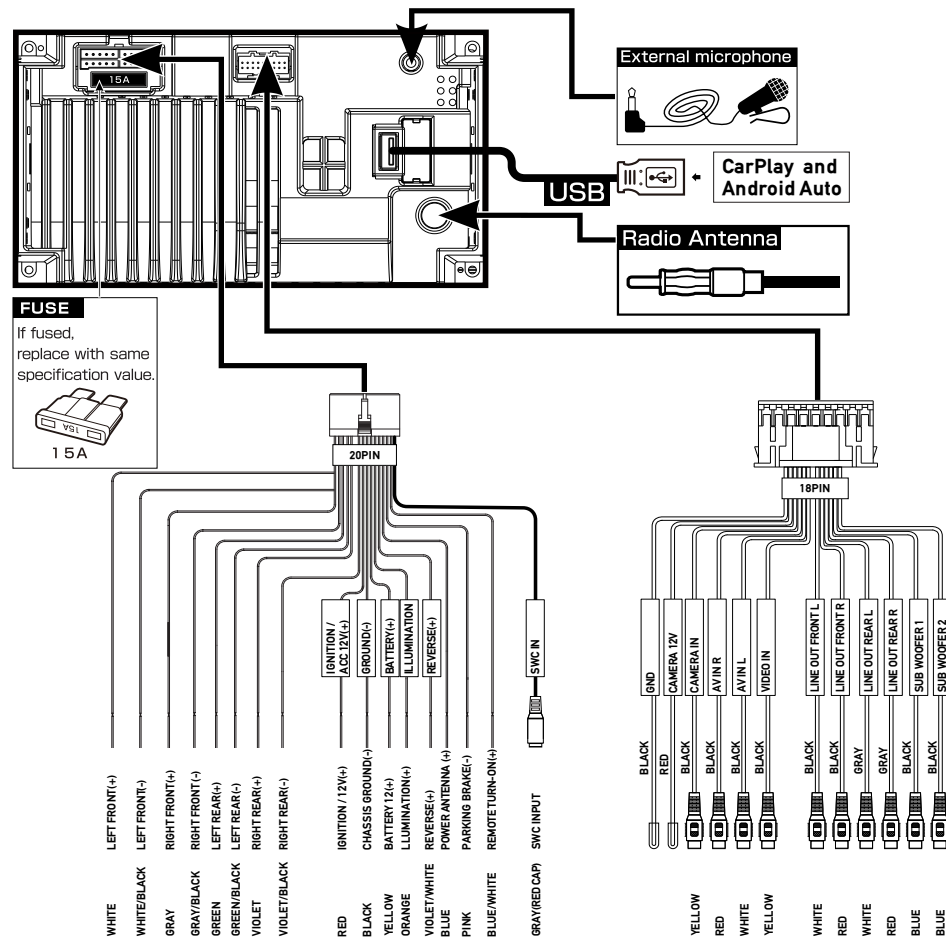 15A
External microphone
USB
CarPlay and
Android Auto
Radio Antenna
FUSE
If fused,
replace with same
specification value.
15A
15A
20PIN
18PIN
IGNITION /
ACC 12V(+)
GROUND(-)
BATTERY(+)
ILLUMINATION
REVERSE(+)
SWC IN
GND
CAMERA 12V
CAMERA IN
AV IN R
AV IN L
VIDEO IN
LINE OUT FRONT L
LINE OUT FRONT R
LINE OUT REAR L
LINE OUT REAR R
SUB WOOFER 1
SUB WOOFER 2
BLACK
RED
BLACK
BLACK
BLACK
BLACK
BLACK
BLACK
GRAY
GRAY
BLACK
BLACK
WHITE LEFT FRONT(+)
WHITE/BLACK LEFT FRONT(-)
GRAY RIGHT FRONT(+)
GRAY/BLACK RIGHT FRONT(-)
GREEN LEFT REAR(+)
GREEN/BLACK LEFT REAR(-)
VIOLET RIGHT REAR(+)
VIOLET/BLACK RIGHT REAR(-)
RED IGNITION / 12V(+)
BLACK CHASSIS GROUND(-)
YELLOW BATTERY 12(+)
ORANGE ILUMINATION(+)
VIOLET/WHITE REVERSE(+)
BLUE POWER ANTENNA (+)
PINK PARKING BRAKE(-)
BLUE/WHITE REMOTE TURN-ON(+)
GRAY(RED CAP) SWC INPUT
YELLOW
RED
WHITE
YELLOW
WHITE
RED
WHITE
RED
BLUE
BLUE